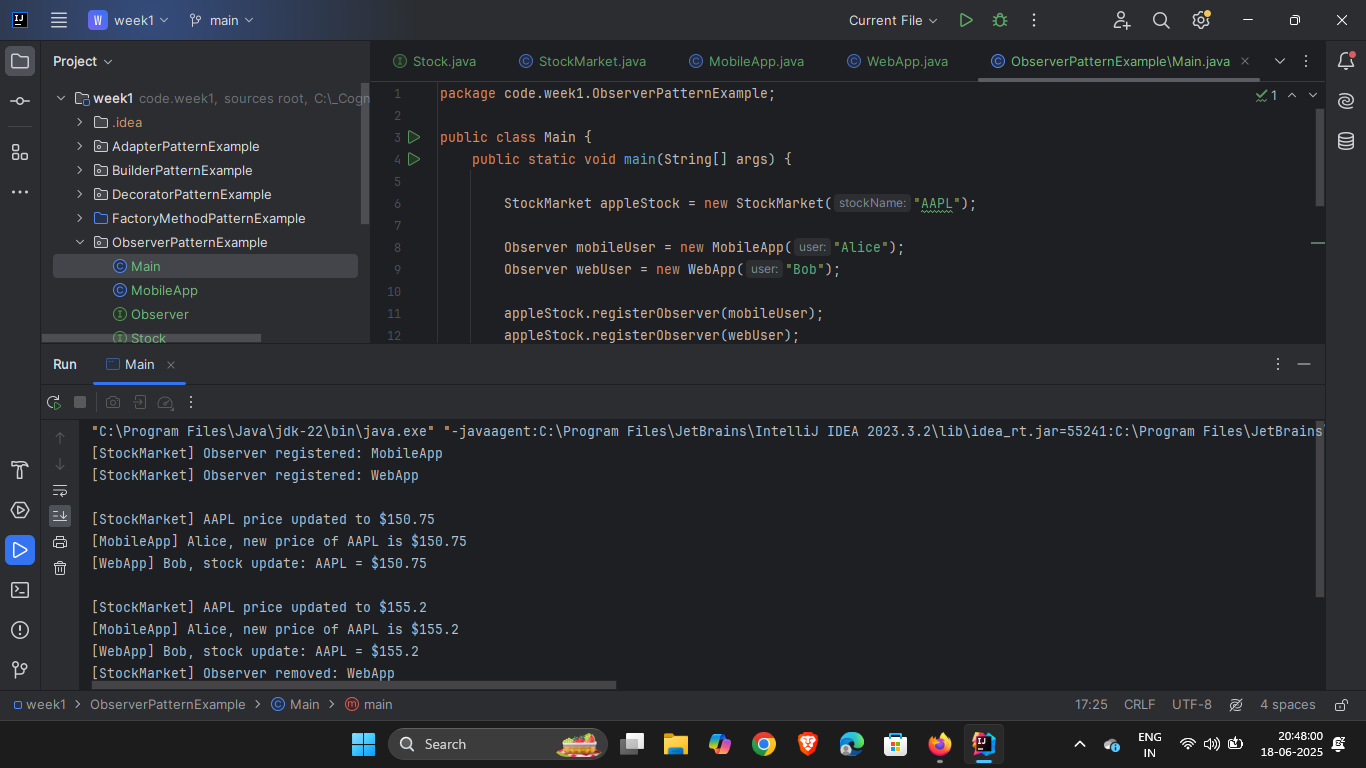 W week1 main Current File
Project
week1 code.week1, sources root, C:\_Cogn
.idea
AdapterPatternExample
BuilderPatternExample
DecoratorPatternExample
FactoryMethodPatternExample
ObserverPatternExample
Main
MobileApp
Observer
Stock
Stock.java StockMarket.java MobileApp.java WebApp.java ObserverPatternExample\Main.java
1 package code.week1.ObserverPatternExample; 1
2
3 public class Main {
4 public static void main(String[] args) {
5
6 StockMarket appleStock = new StockMarket( stockName: "AAPL");
7
8 Observer mobileUser = new MobileApp( user: "Alice");
9 Observer webUser = new WebApp( user: "Bob");
10
11 appleStock.registerObserver(mobileUser);
12 appleStock.registerObserver(webUser);
Run Main
"C:\Program Files\Java\jdk-22\bin\java.exe" "-javaagent:C:\Program Files\JetBrains\IntelliJ IDEA 2023.3.2\lib\idea_rt.jar=55241:C:\Program Files\JetBrains
[StockMarket] Observer registered: MobileApp
[StockMarket] Observer registered: WebApp
[StockMarket] AAPL price updated to $150.75
[MobileApp] Alice, new price of AAPL is $150.75
[WebApp] Bob, stock update: AAPL = $150.75
[StockMarket] AAPL price updated to $155.2
[MobileApp] Alice, new price of AAPL is $155.2
[WebApp] Bob, stock update: AAPL = $155.2
[StockMarket] Observer removed: WebApp
week1 > ObserverPatternExample > Main > main 17:25 CRLF UTF-8 4 spaces
Search
ENG
IN
20:48:00
18-06-2025